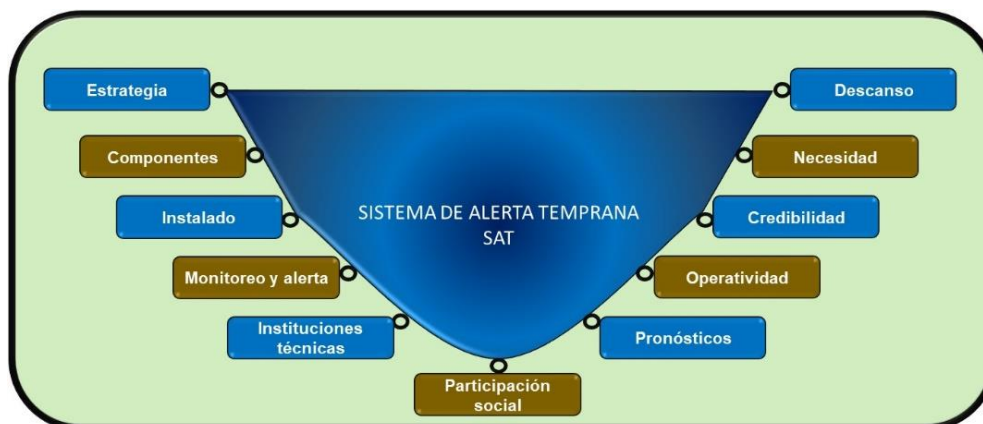 Estrategia
Descanso
Componentes
Necesidad
Instalado
SISTEMA DE ALERTA TEMPRANA
SAT
Credibilidad
Monitoreo y alerta
Operatividad
Instituciones
técnicas
Pronósticos
Participación
social